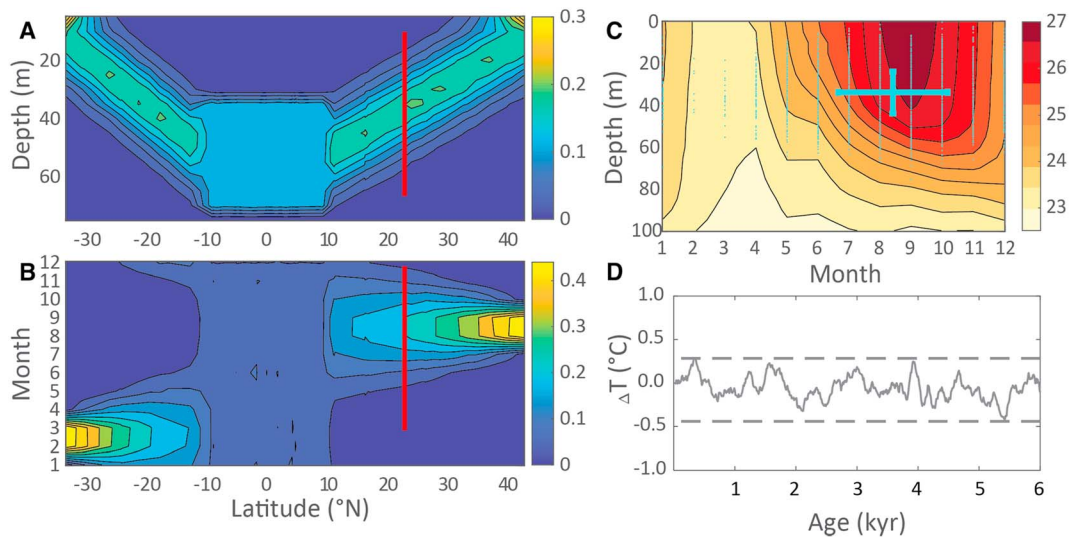 A
Depth (m)
20
40
60
-30 -20 -10 0 10 20 30 40
0.3
0.2
0.1
0
B
Month
12
11
10
9
8
7
6
5
4
3
2
1
-30 -20 -10 0 10 20 30 40
Latitude (°N)
0.4
0.3
0.2
0.1
0
C
Depth (m)
0
20
40
60
80
100
1 2 3 4 5 6 7 8 9 10 11 12
Month
27
26
25
24
23
D
ΔT (°C)
1.0
0.5
0.0
-0.5
-1.0
1 2 3 4 5 6
Age (kyr)